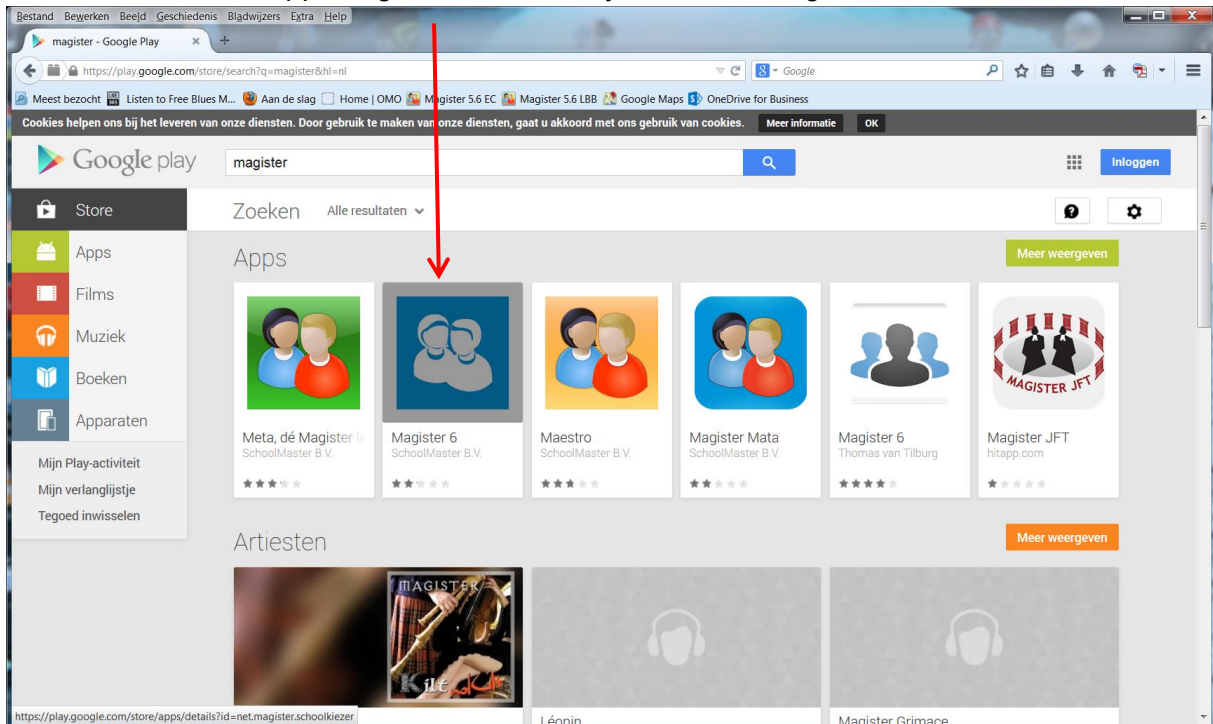 Bestand Bewerken Beeld Geschiedenis Bladwijzers Extra Help
magister - Google Play × +
https://play.google.com/store/search?q=magister&hl=nl
Google
Meest bezocht Listen to Free Blues M... Aan de slag Home | OMO Magister 5.6 EC Magister 5.6 LBB Google Maps OneDrive for Business
Cookies helpen ons bij het leveren van onze diensten. Door gebruik te maken van onze diensten, gaat u akkoord met ons gebruik van cookies. Meer informatie OK
Google play magister Inloggen
Store Zoeken Alle resultaten
Apps
Films
Muziek
Boeken
Apparaten
Mijn Play-activiteit
Mijn verlanglijstje
Tegoed inwisselen
Apps Meer weergeven
MAGISTER JFT
Meta, dé Magister
SchoolMaster B.V.
Magister 6
SchoolMaster B.V.
Maestro
SchoolMaster B.V.
Magister Mata
SchoolMaster B.V.
Magister 6
Thomas van Tilburg
Magister JFT
hitapp.com
Artiesten Meer weergeven
MAGISTER
Léonin
Magister Grimace
https://play.google.com/store/apps/details?id=net.magister.schoolkiezer